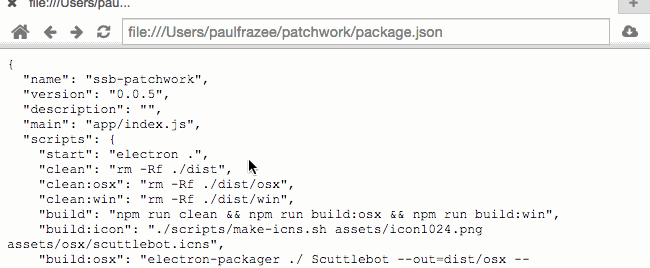 file:///Users/pau...
file:///Users/paulfrazee/patchwork/package.json
{
  "name": "ssb-patchwork",
  "version": "0.0.5",
  "description": "",
  "main": "app/index.js",
  "scripts": {
    "start": "electron .",
    "clean": "rm -Rf ./dist",
    "clean:osx": "rm -Rf ./dist/osx",
    "clean:win": "rm -Rf ./dist/win",
    "build": "npm run clean && npm run build:osx && npm run build:win",
    "build:icon": "./scripts/make-icns.sh assets/icon1024.png
assets/osx/scuttlebot.icns",
    "build:osx": "electron-packager ./ Scuttlebot --out=dist/osx --